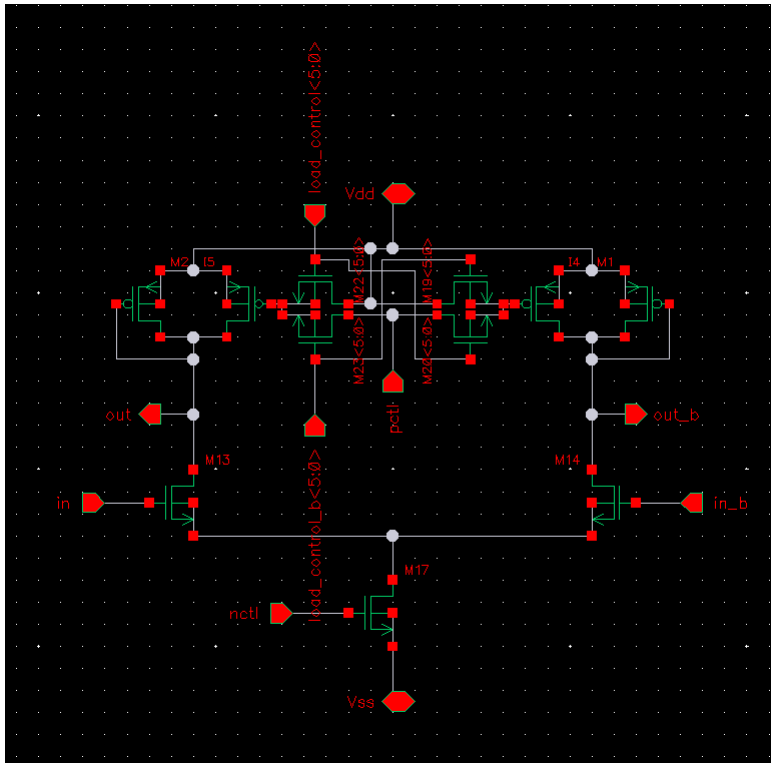 load_control<5:0>
Vdd
M2
I5
M22<5:0>
M19<5:0>
I4
M1
M23<5:0>
M20<5:0>
pctl
out
out_b
M13
M14
in
in_b
load_control_b<5:0>
M17
nctl
Vss